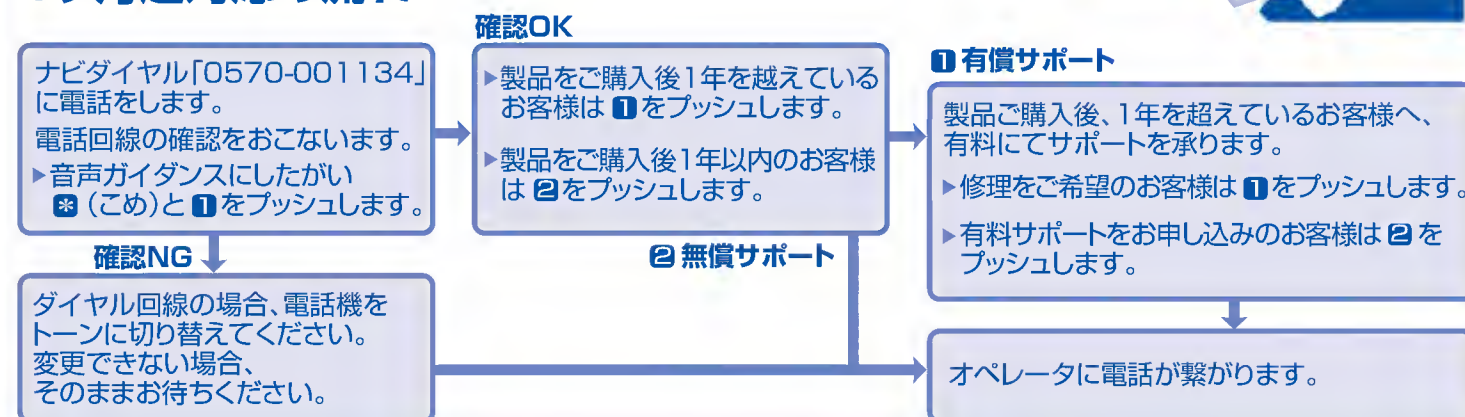 ナビダイヤル「0570-001134」
に電話をします。
電話回線の確認をおこないます。
▶音声ガイダンスにしたがい
＊(こめ)と1をプッシュします。
確認OK
▶製品をご購入後1年を越えている
お客様は1をプッシュします。
▶製品をご購入後1年以内のお客様
は2をプッシュします。
1 有償サポート
製品ご購入後、1年を超えているお客様へ、
有料にてサポートを承ります。
▶修理をご希望のお客様は1をプッシュします。
▶有料サポートをお申し込みのお客様は2を
プッシュします。
確認NG
2 無償サポート
ダイヤル回線の場合、電話機を
トーンに切り替えてください。
変更できない場合、
そのままお待ちください。
オペレータに電話が繋がります。